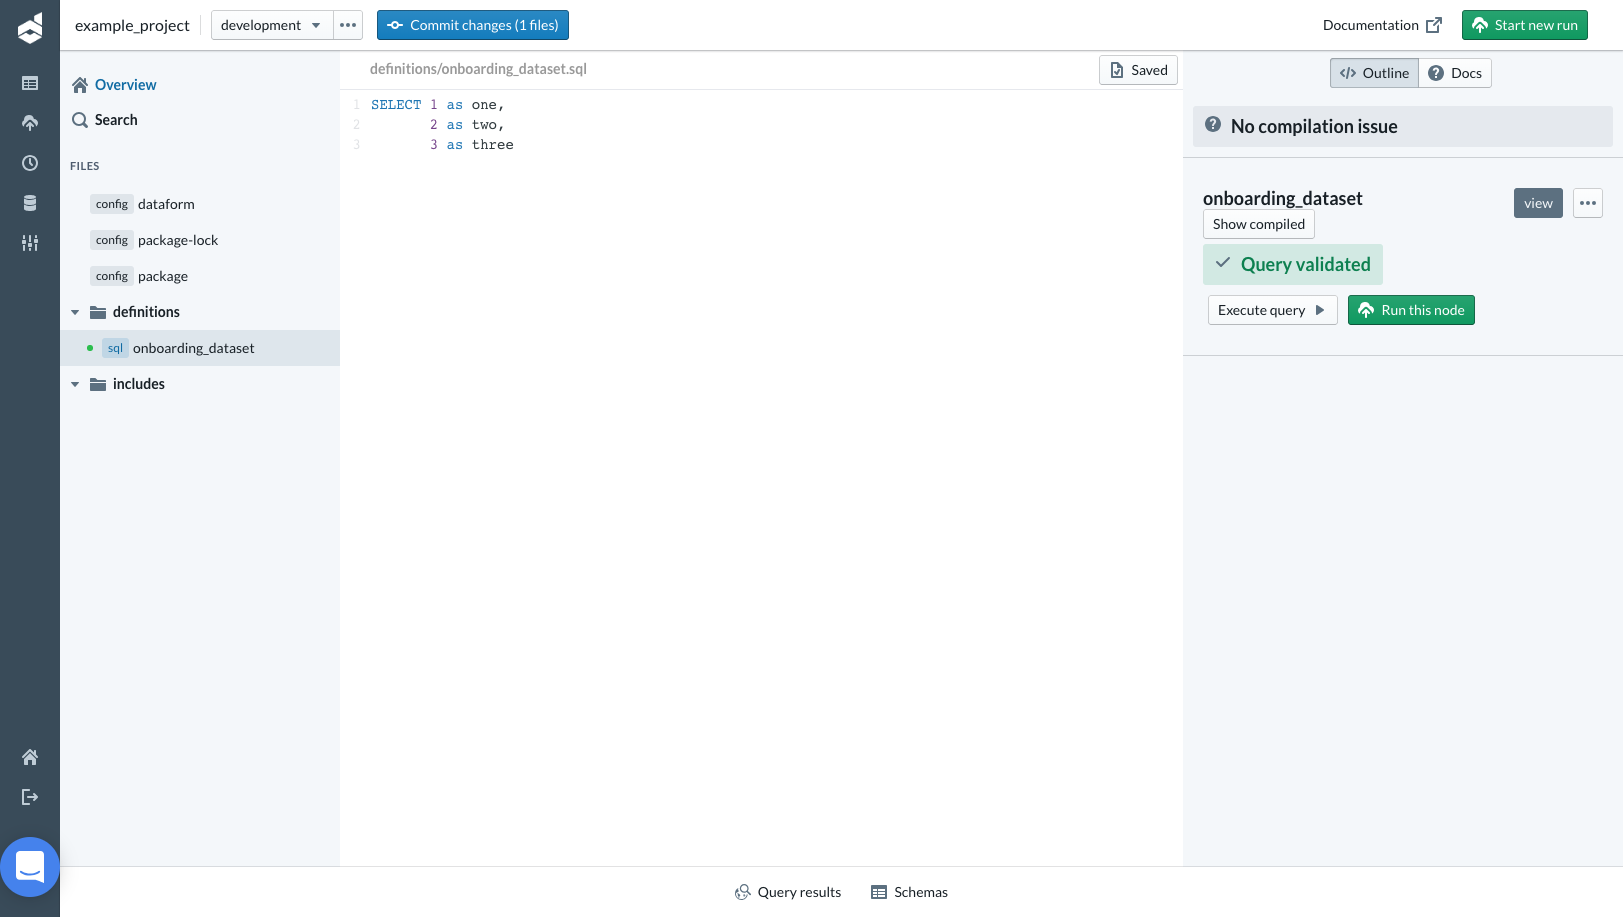 example_project
development
Commit changes (1 files)
Documentation
Start new run
Overview
Search
FILES
config dataform
config package-lock
config package
definitions
sql onboarding_dataset
includes
definitions/onboarding_dataset.sql
Saved
1 SELECT 1 as one,
2 2 as two,
3 3 as three
Outline
Docs
No compilation issue
onboarding_dataset
view
Show compiled
Query validated
Execute query
Run this node
Query results
Schemas